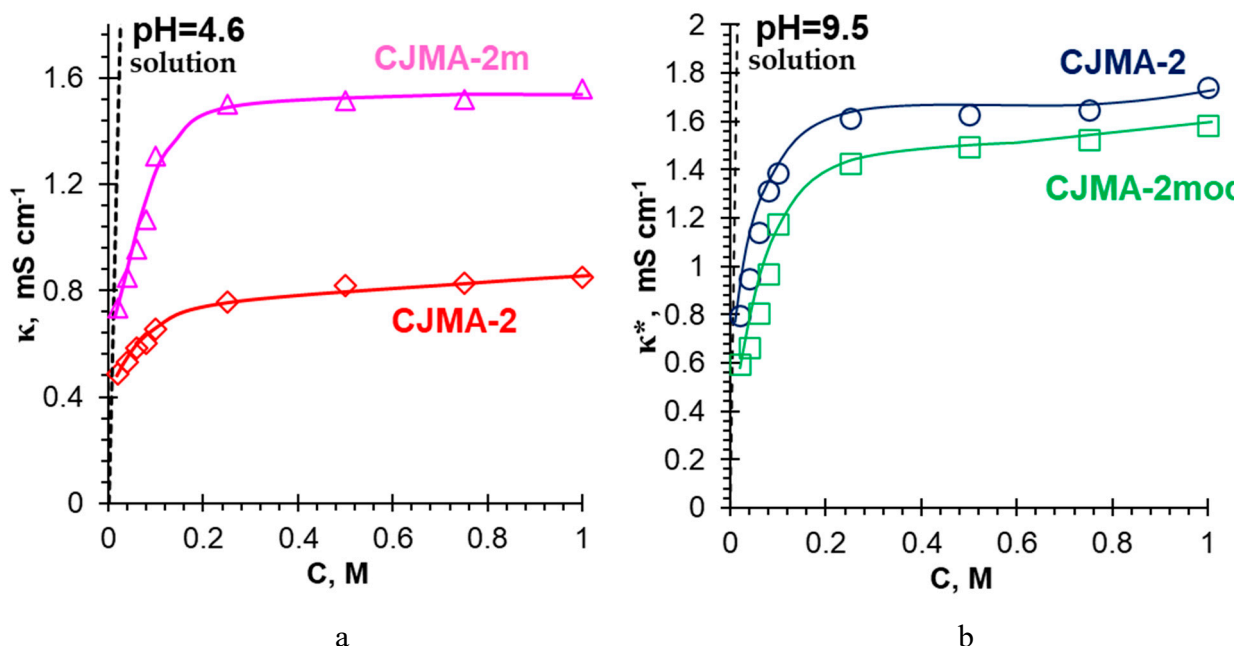 pH=4.6
solution
CJMA-2m
CJMA-2
κ, mS cm-1
1.6
1.2
0.8
0.4
0
0 0.2 0.4 0.6 0.8 1
C, M
a
pH=9.5
solution
CJMA-2
CJMA-2mod
κ*, mS cm-1
2
1.8
1.6
1.4
1.2
1
0.8
0.6
0.4
0.2
0
0 0.2 0.4 0.6 0.8 1
C, M
b